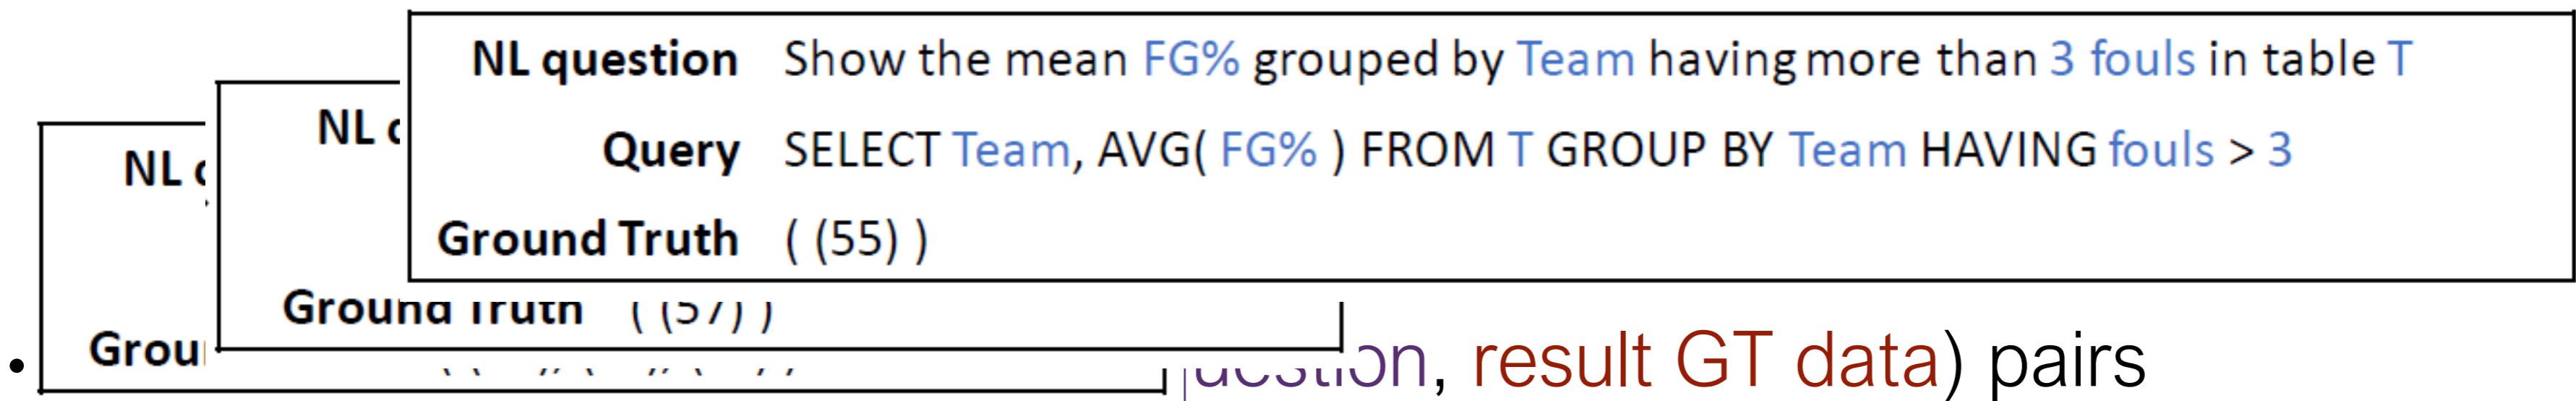 NL question Show the mean FG% grouped by Team having more than 3 fouls in table T
NL
Query SELECT Team, AVG( FG% ) FROM T GROUP BY Team HAVING fouls > 3
NL
Ground Truth ( (55) )
Ground Truth ( (57) )
• result GT data) pairs